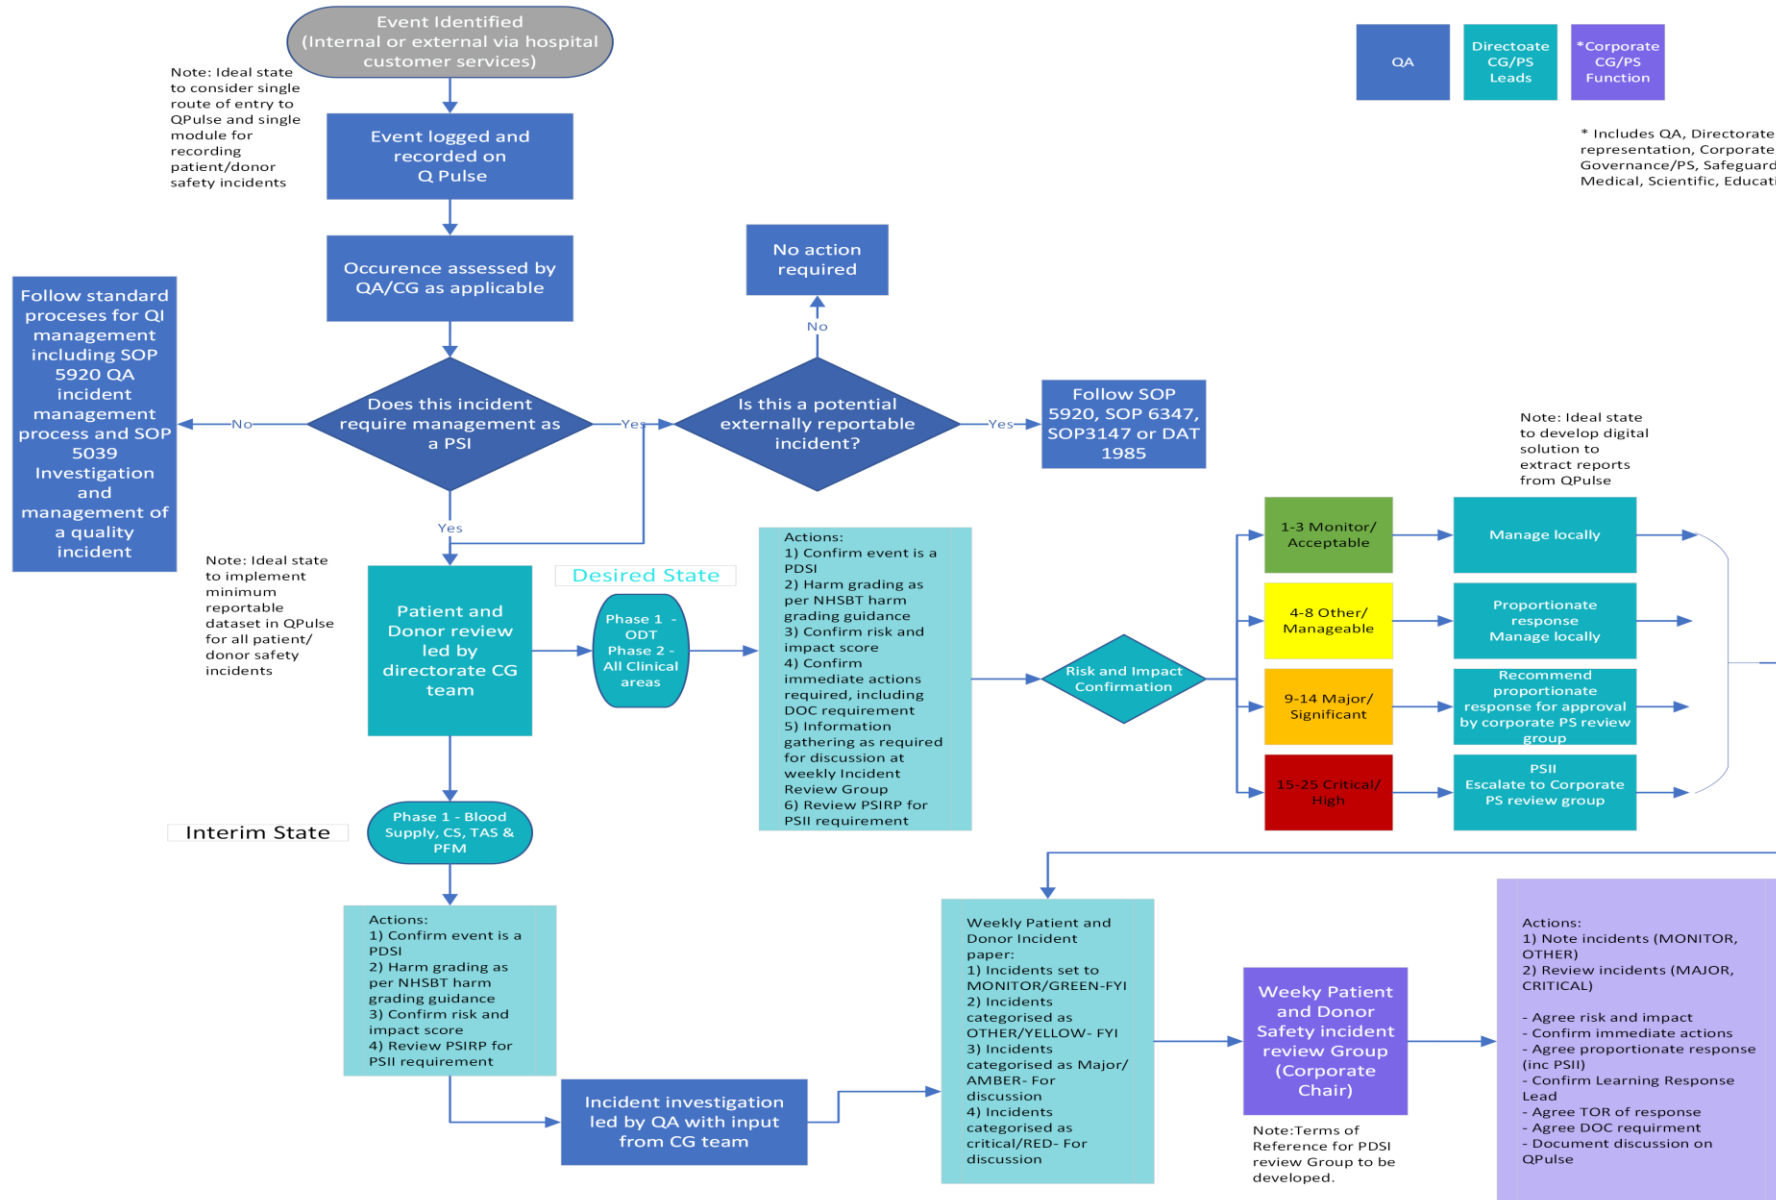 Event Identified
(Internal or external via hospital
customer services)
Note: Ideal state
to consider single
route of entry to
QPulse and single
module for
recording
patient/donor
safety incidents
Event logged and
recorded on
Q Pulse
QA
Directoate
CG/PS
Leads
*Corporate
CG/PS
Function
* Includes QA, Directorate
representation, Corporate
Governance/PS, Safeguard
Medical, Scientific, Educati
Occurence assessed by
QA/CG as applicable
No action
required
No
Follow standard
proceses for QI
management
including SOP
5920 QA
incident
management
process and SOP
5039
Investigation
and
management of
a quality
incident
No
Does this incident
require management as
a PSI
Yes
Is this a potential
externally reportable
incident?
Yes
Follow SOP
5920, SOP 6347,
SOP3147 or DAT
1985
Yes
Note: Ideal state
to develop digital
solution to
extract reports
from QPulse
Note: Ideal state
to implement
minimum
reportable
dataset in QPulse
for all patient/
donor safety
incidents
Patient and
Donor review
led by
directorate CG
team
Desired State
Phase 1 -
ODT
Phase 2 -
All Clinical
areas
Actions:
1) Confirm event is a
PDSI
2) Harm grading as
per NHSBT harm
grading guidance
3) Confirm risk and
impact score
4) Confirm
immediate actions
required, including
DOC requirement
5) Information
gathering as required
for discussion at
weekly Incident
Review Group
6) Review PSIRP for
PSII requirement
Risk and Impact
Confirmation
1-3 Monitor/
Acceptable
Manage locally
4-8 Other/
Manageable
Proportionate
response
Manage locally
9-14 Major/
Significant
Recommend
proportionate
response for approval
by corporate PS review
group
15-25 Critical/
High
PSII
Escalate to Corporate
PS review group
Interim State
Phase 1 - Blood
Supply, CS, TAS &
PFM
Actions:
1) Confirm event is a
PDSI
2) Harm grading as
per NHSBT harm
grading guidance
3) Confirm risk and
impact score
4) Review PSIRP for
PSII requirement
Incident investigation
led by QA with input
from CG team
Weekly Patient and
Donor Incident
paper:
1) Incidents set to
MONITOR/GREEN-FYI
2) Incidents
categorised as
OTHER/YELLOW- FYI
3) Incidents
categorised as Major/
AMBER- For
discussion
4) Incidents
categorised as
critical/RED- For
discussion
Weeky Patient
and Donor
Safety incident
review Group
(Corporate
Chair)
Note:Terms of
Reference for PDSI
review Group to be
developed.
Actions:
1) Note incidents (MONITOR,
OTHER)
2) Review incidents (MAJOR,
CRITICAL)
- Agree risk and impact
- Confirm immediate actions
- Agree proportionate response
(inc PSII)
- Confirm Learning Response
Lead
- Agree TOR of response
- Agree DOC requirment
- Document discussion on
QPulse